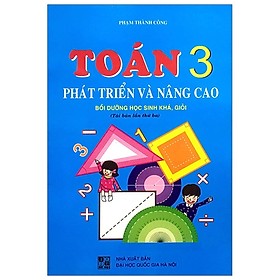 PHẠM THÀNH CÔNG
TOÁN 3
PHÁT TRIỂN VÀ NÂNG CAO
BỒI DƯỠNG HỌC SINH KHÁ, GIỎI
(Tái bản lần thứ ba)
NHÀ XUẤT BẢN
ĐẠI HỌC QUỐC GIA HÀ NỘI